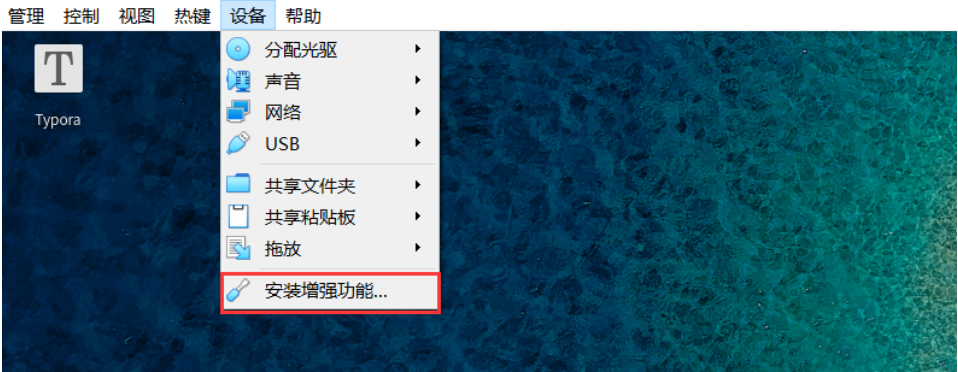 管理 控制 视图 热键 设备 帮助
T
Typora
分配光驱
声音
网络
USB
共享文件夹
共享粘贴板
拖放
安装增强功能...